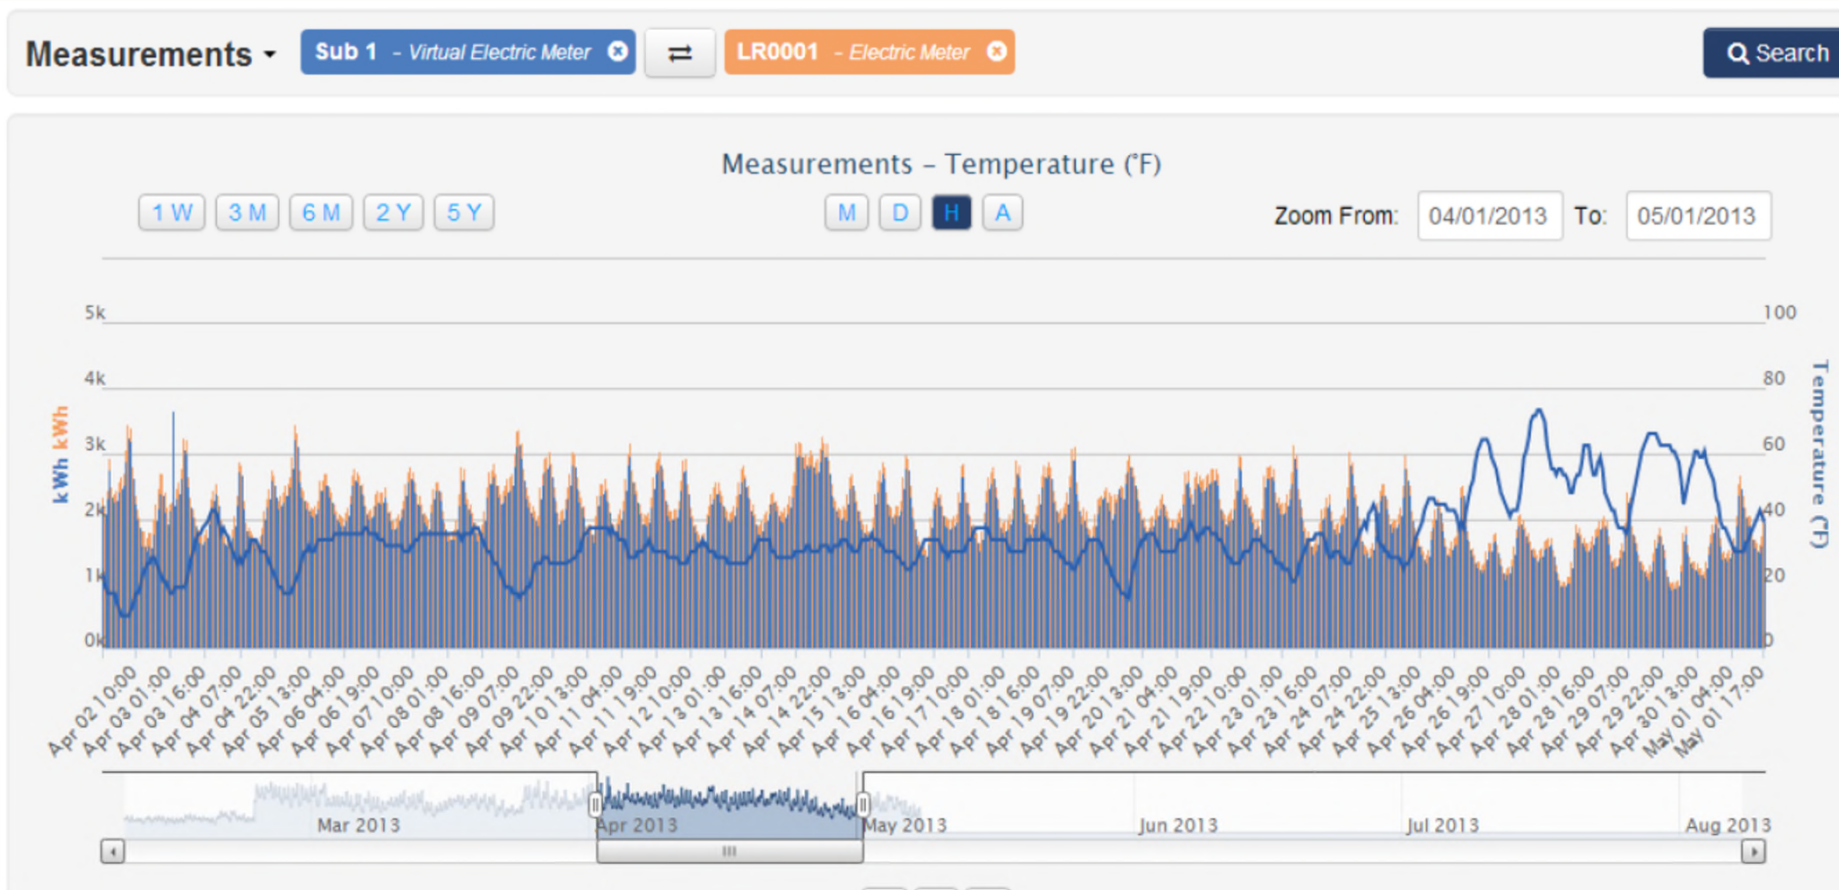 Measurements Sub 1 - Virtual Electric Meter LR0001 - Electric Meter Search
Measurements - Temperature (°F)
1 W 3 M 6 M 2 Y 5 Y M D H A Zoom From: 04/01/2013 To: 05/01/2013
5k 100
4k 80
3k 60
2k 40
1k 20
0k 0
kWh kWh
Temperature (°F)
Apr 02 10:00 Apr 03 01:00 Apr 03 16:00 Apr 04 07:00 Apr 04 22:00 Apr 05 13:00 Apr 06 04:00 Apr 06 19:00 Apr 07 10:00 Apr 08 01:00 Apr 08 16:00 Apr 09 07:00 Apr 09 22:00 Apr 10 13:00 Apr 11 04:00 Apr 11 19:00 Apr 12 10:00 Apr 13 01:00 Apr 13 16:00 Apr 14 07:00 Apr 14 22:00 Apr 15 13:00 Apr 16 04:00 Apr 16 19:00 Apr 17 10:00 Apr 18 01:00 Apr 18 16:00 Apr 19 07:00 Apr 19 22:00 Apr 20 13:00 Apr 21 04:00 Apr 21 19:00 Apr 22 10:00 Apr 23 01:00 Apr 23 16:00 Apr 24 07:00 Apr 24 22:00 Apr 25 13:00 Apr 26 04:00 Apr 26 19:00 Apr 27 10:00 Apr 28 01:00 Apr 28 16:00 Apr 29 07:00 Apr 29 22:00 Apr 30 13:00 May 01 04:00 May 01 17:00
Mar 2013 Apr 2013 May 2013 Jun 2013 Jul 2013 Aug 2013